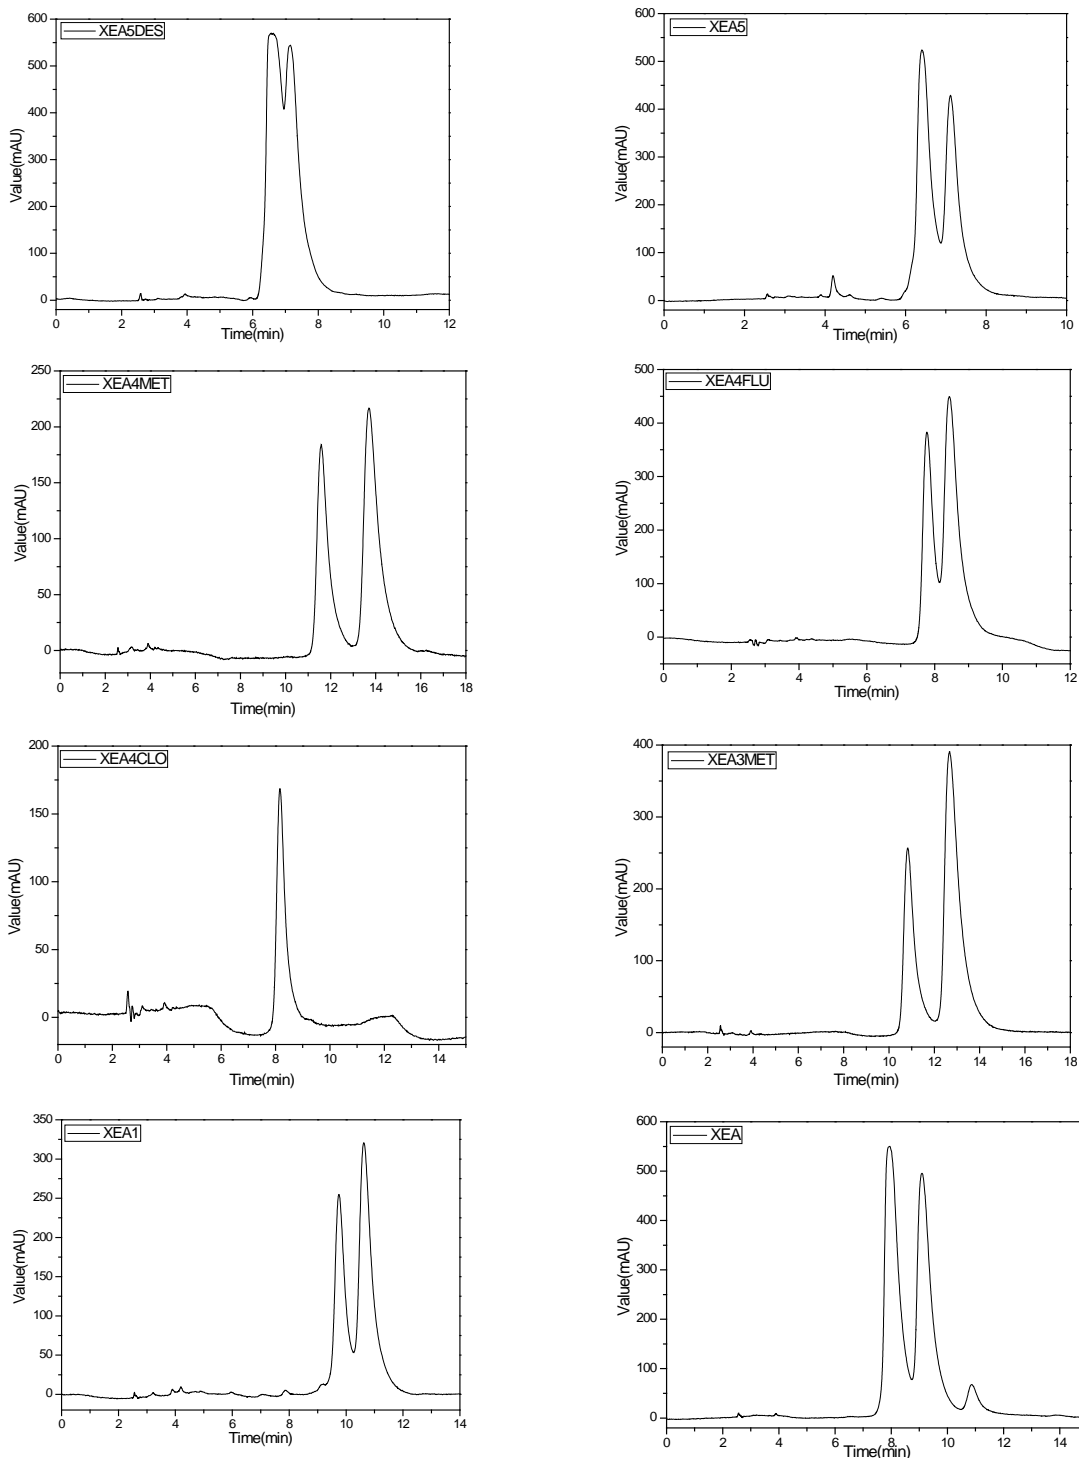 XEA5DES
600
500
400
300
200
100
0
Value(mAU)
0 2 4 6 8 10 12
Time(min)
XEA5
600
500
400
300
200
100
0
Value(mAU)
0 2 4 6 8 10
Time(min)
XEA4MET
250
200
150
100
50
0
Value(mAU)
0 2 4 6 8 10 12 14 16 18
Time(min)
XEA4FLU
500
400
300
200
100
0
Value(mAU)
0 2 4 6 8 10 12
Time(min)
XEA4CLO
200
150
100
50
0
Value(mAU)
0 2 4 6 8 10 12 14
Time(min)
XEA3MET
400
300
200
100
0
Value(mAU)
0 2 4 6 8 10 12 14 16 18
Time(min)
XEA1
350
300
250
200
150
100
50
0
Value(mAU)
0 2 4 6 8 10 12 14
Time(min)
XEA
600
500
400
300
200
100
0
Value(mAU)
0 2 4 6 8 10 12 14
Time(min)